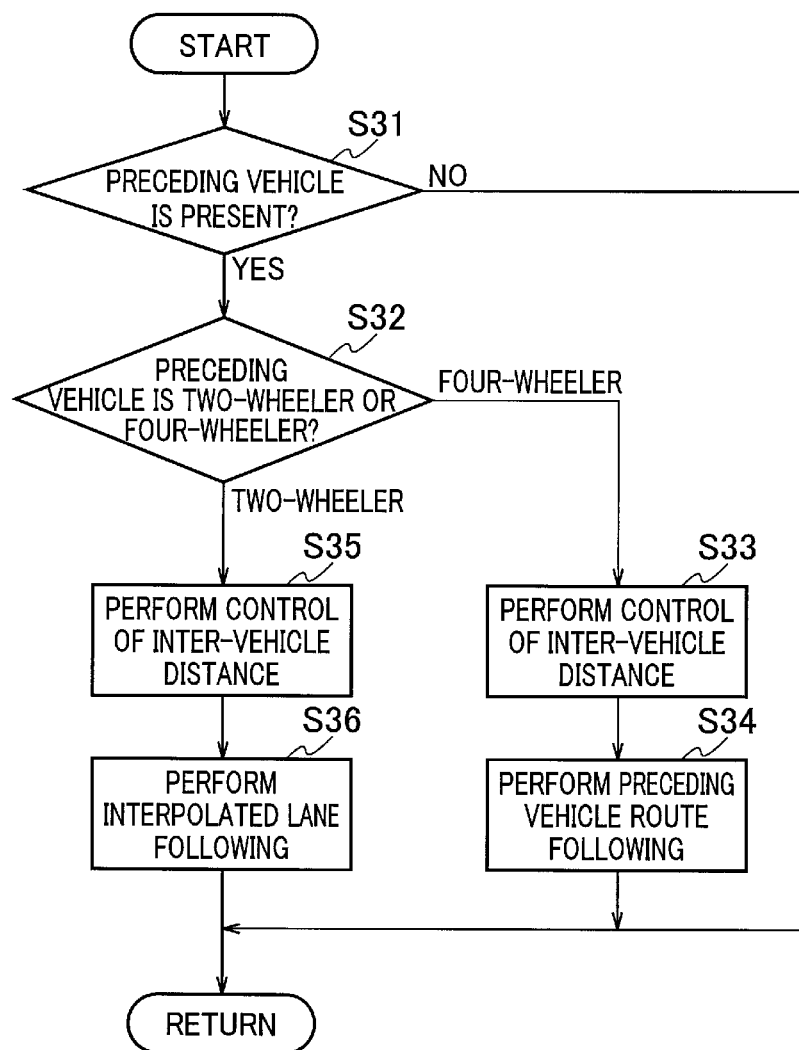 START
S31
PRECEDING VEHICLE
IS PRESENT?
NO
YES
S32
PRECEDING
VEHICLE IS TWO-WHEELER OR
FOUR-WHEELER?
FOUR-WHEELER
TWO-WHEELER
S35
PERFORM CONTROL
OF INTER-VEHICLE
DISTANCE
S33
PERFORM CONTROL
OF INTER-VEHICLE
DISTANCE
S36
PERFORM
INTERPOLATED LANE
FOLLOWING
S34
PERFORM PRECEDING
VEHICLE ROUTE
FOLLOWING
RETURN